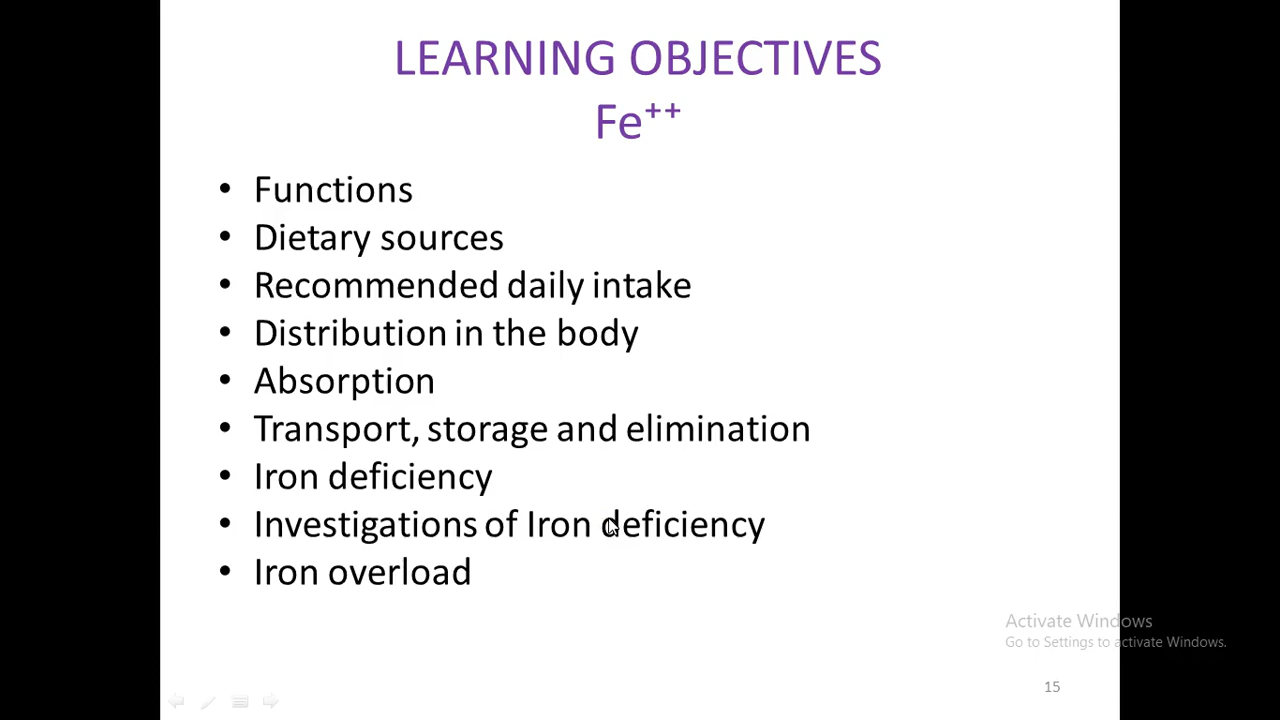 LEARNING OBJECTIVES
Fe⁺⁺
• Functions
• Dietary sources
• Recommended daily intake
• Distribution in the body
• Absorption
• Transport, storage and elimination
• Iron deficiency
• Investigations of Iron deficiency
• Iron overload
Activate Windows
Go to Settings to activate Windows.
15